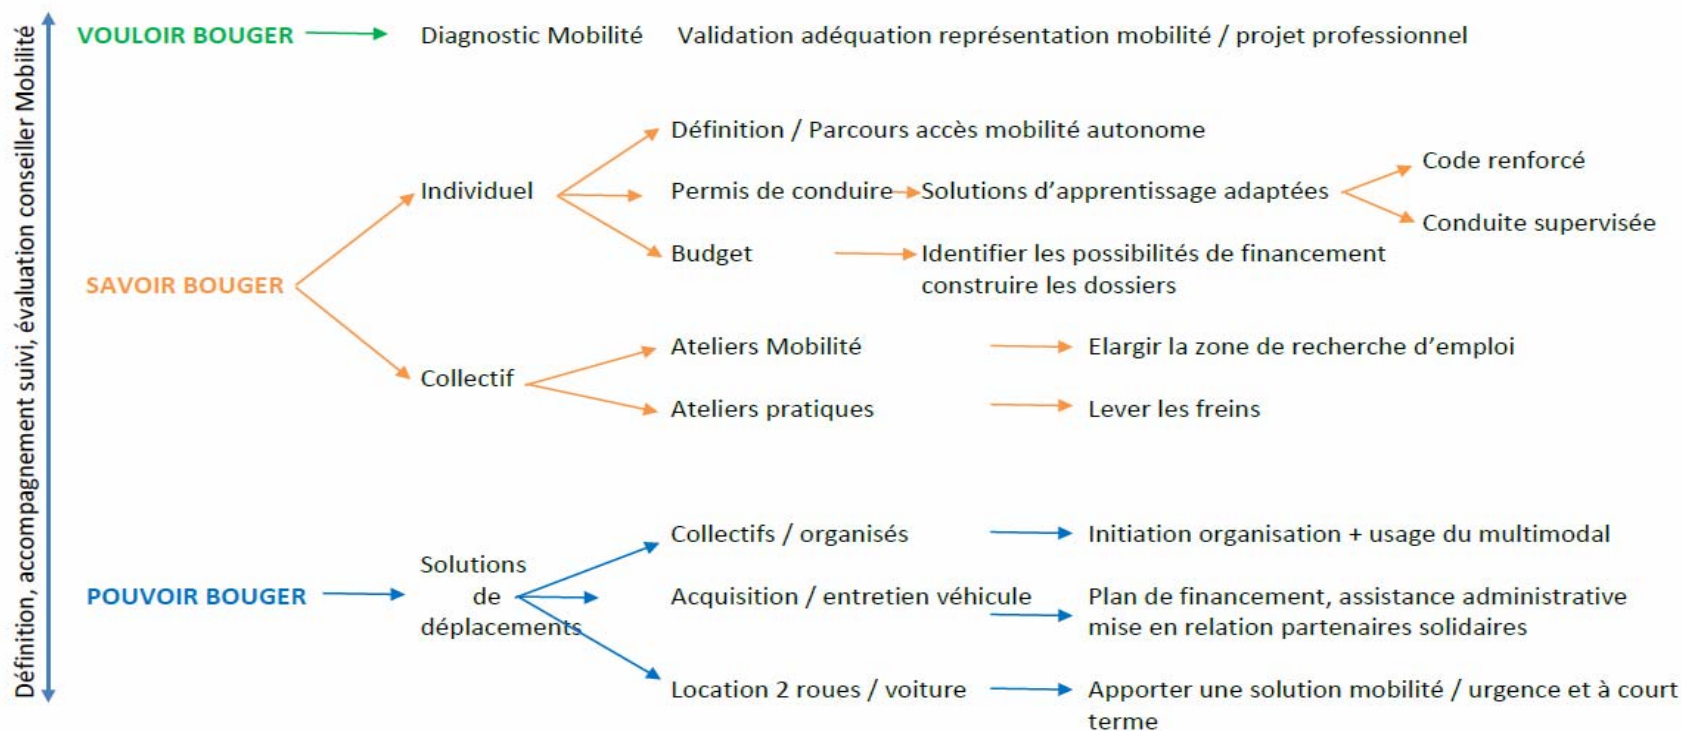 Définition, accompagnement suivi, évaluation conseiller Mobilité
VOULOIR BOUGER
Diagnostic Mobilité
Validation adéquation représentation mobilité / projet professionnel
SAVOIR BOUGER
Individuel
Définition / Parcours accès mobilité autonome
Permis de conduire
Solutions d’apprentissage adaptées
Code renforcé
Conduite supervisée
Budget
Identifier les possibilités de financement
construire les dossiers
Collectif
Ateliers Mobilité
Elargir la zone de recherche d’emploi
Ateliers pratiques
Lever les freins
POUVOIR BOUGER
Solutions
de
déplacements
Collectifs / organisés
Initiation organisation + usage du multimodal
Acquisition / entretien véhicule
Plan de financement, assistance administrative
mise en relation partenaires solidaires
Location 2 roues / voiture
Apporter une solution mobilité / urgence et à court
terme